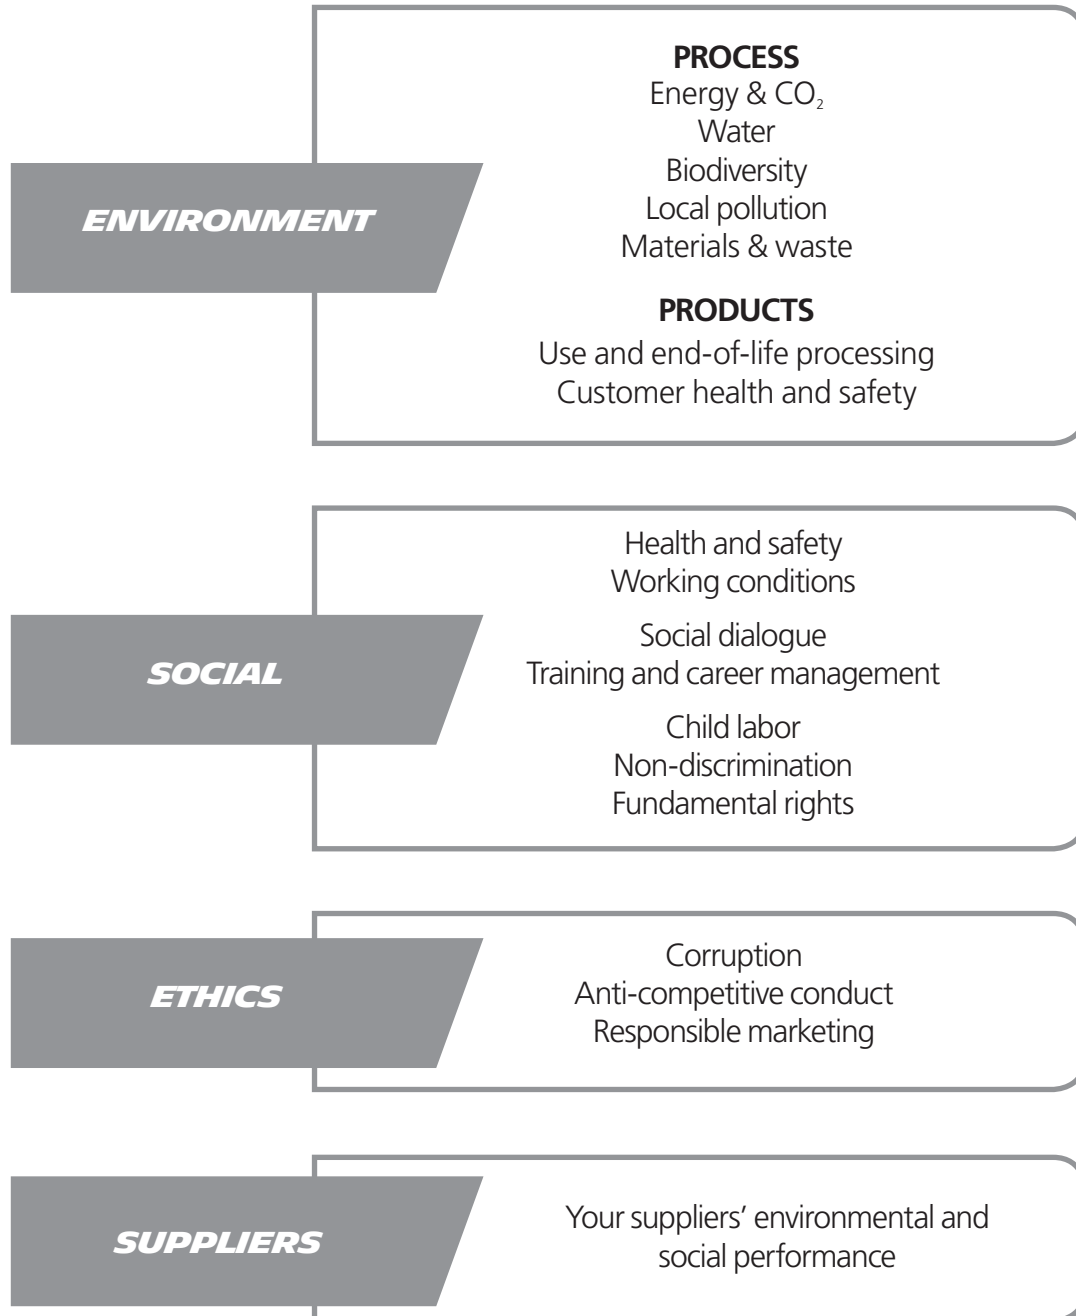 ENVIRONMENT
PROCESS
Energy & CO₂
Water
Biodiversity
Local pollution
Materials & waste
PRODUCTS
Use and end-of-life processing
Customer health and safety
SOCIAL
Health and safety
Working conditions
Social dialogue
Training and career management
Child labor
Non-discrimination
Fundamental rights
ETHICS
Corruption
Anti-competitive conduct
Responsible marketing
SUPPLIERS
Your suppliers’ environmental and
social performance